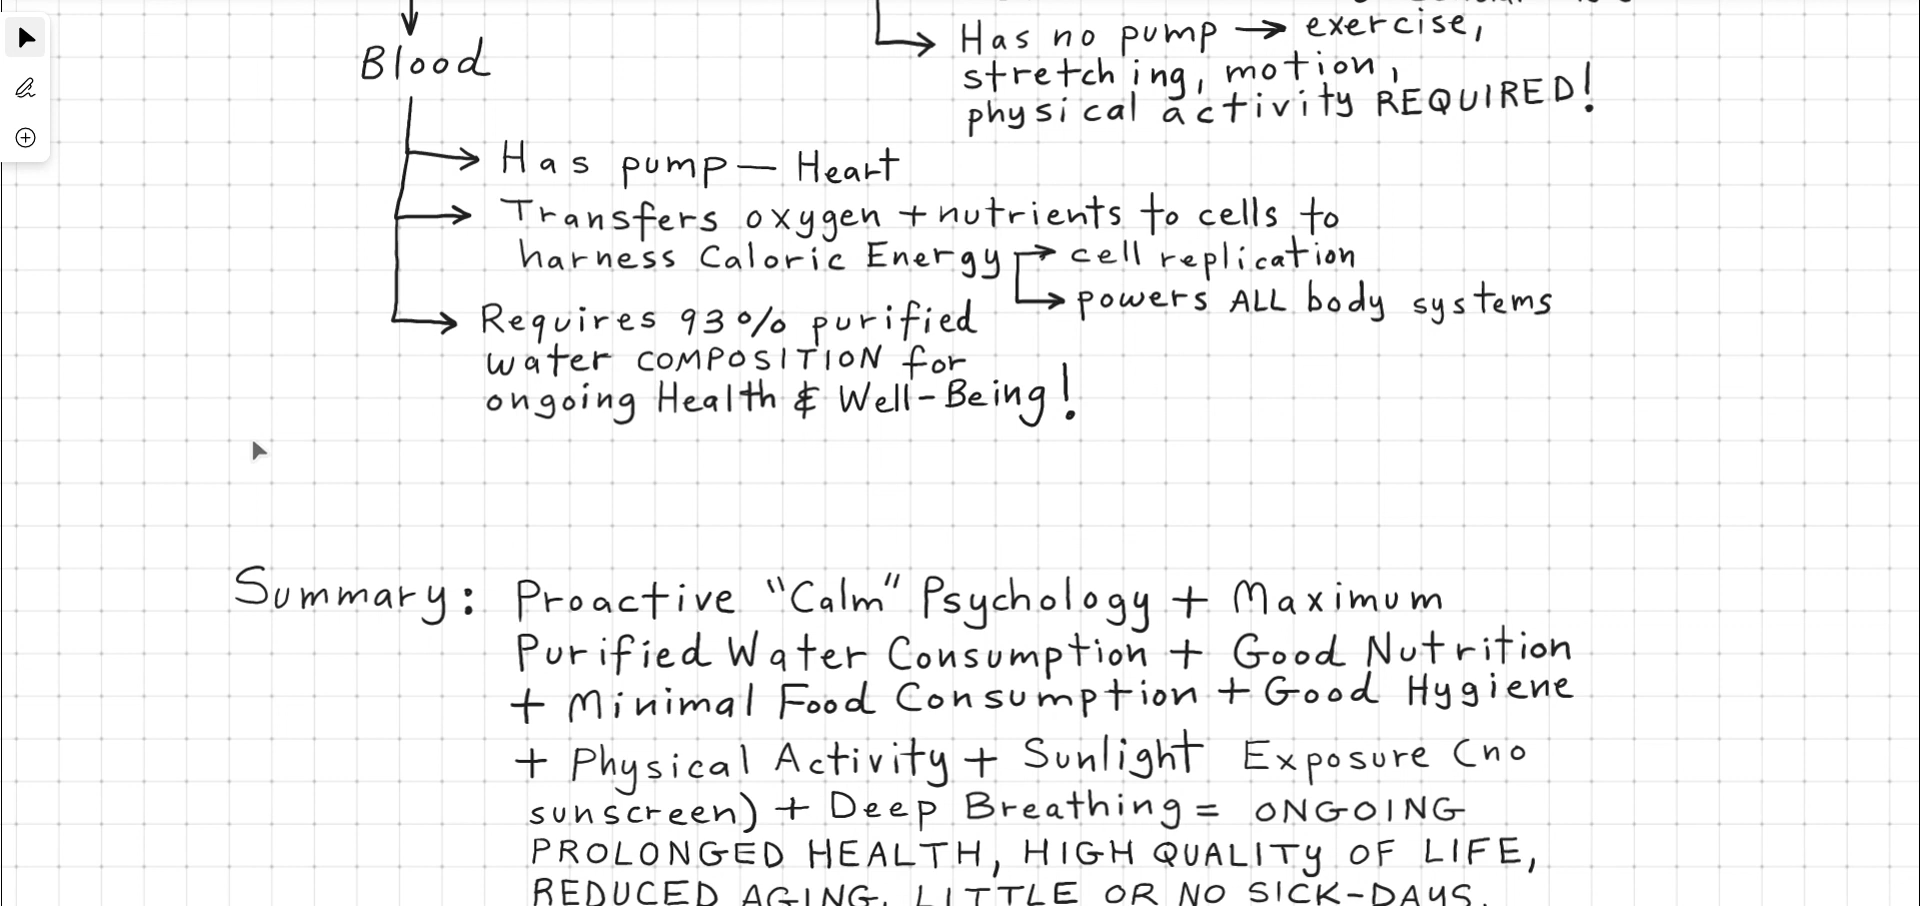 Has no pump → exercise,
stretching, motion,
physical activity REQUIRED!
Blood
Has pump — Heart
Transfers oxygen + nutrients to cells to
harness Caloric Energy → cell replication
→ powers ALL body systems
Requires 93% purified
water COMPOSITION for
ongoing Health & Well-Being!
Summary: Proactive "Calm" Psychology + Maximum
Purified Water Consumption + Good Nutrition
+ Minimal Food Consumption + Good Hygiene
+ Physical Activity + Sunlight Exposure (no
sunscreen) + Deep Breathing = ONGOING
PROLONGED HEALTH, HIGH QUALITY OF LIFE,
REDUCED AGING, LITTLE OR NO SICK-DAYS.